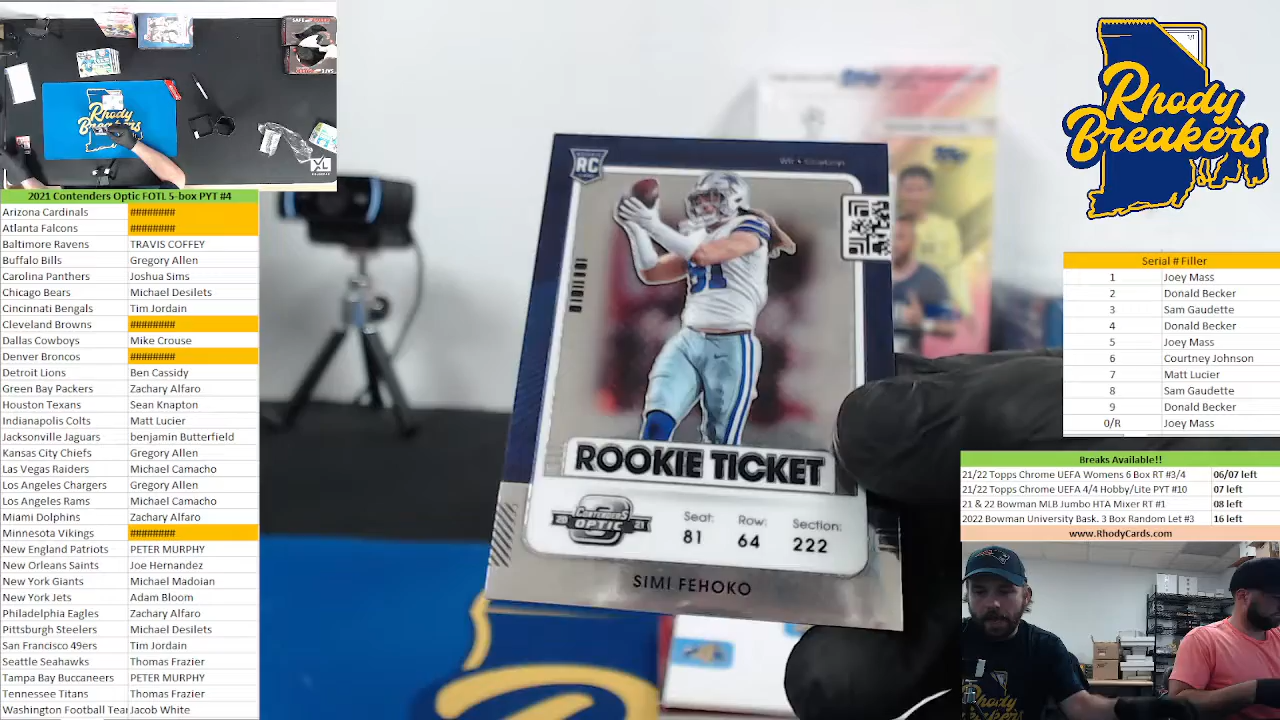 2021 Contenders Optic FOTL 5-box PYT #4
Arizona Cardinals ########
Atlanta Falcons ########
Baltimore Ravens TRAVIS COFFEY
Buffalo Bills Gregory Allen
Carolina Panthers Joshua Sims
Chicago Bears Michael Desilets
Cincinnati Bengals Tim Jordain
Cleveland Browns ########
Dallas Cowboys Mike Crouse
Denver Broncos ########
Detroit Lions Ben Cassidy
Green Bay Packers Zachary Alfaro
Houston Texans Sean Knapton
Indianapolis Colts Matt Lucier
Jacksonville Jaguars benjamin Butterfield
Kansas City Chiefs Gregory Allen
Las Vegas Raiders Michael Camacho
Los Angeles Chargers Gregory Allen
Los Angeles Rams Michael Camacho
Miami Dolphins Zachary Alfaro
Minnesota Vikings ########
New England Patriots PETER MURPHY
New Orleans Saints Joe Hernandez
New York Giants Michael Madoian
New York Jets Adam Bloom
Philadelphia Eagles Zachary Alfaro
Pittsburgh Steelers Michael Desilets
San Francisco 49ers Tim Jordain
Seattle Seahawks Thomas Frazier
Tampa Bay Buccaneers PETER MURPHY
Tennessee Titans Thomas Frazier
Washington Football Tea Jacob White
Rhody
Breakers
RC
81
ROOKIE TICKET
CONTENDERS
OPTIC
Seat: Row: Section:
81 64 222
SIMI FEHOKO
Rhody
Breakers
Serial # Filler
1 Joey Mass
2 Donald Becker
3 Sam Gaudette
4 Donald Becker
5 Joey Mass
6 Courtney Johnson
7 Matt Lucier
8 Sam Gaudette
9 Donald Becker
0/R Joey Mass
Breaks Available!!
21/22 Topps Chrome UEFA Womens 6 Box RT #3/4 06/07 left
21/22 Topps Chrome UEFA 4/4 Hobby/Lite PYT #10 07 left
21 & 22 Bowman MLB Jumbo HTA Mixer RT #1 08 left
2022 Bowman University Bask. 3 Box Random Let #3 16 left
www.RhodyCards.com
Rhody
Breakers